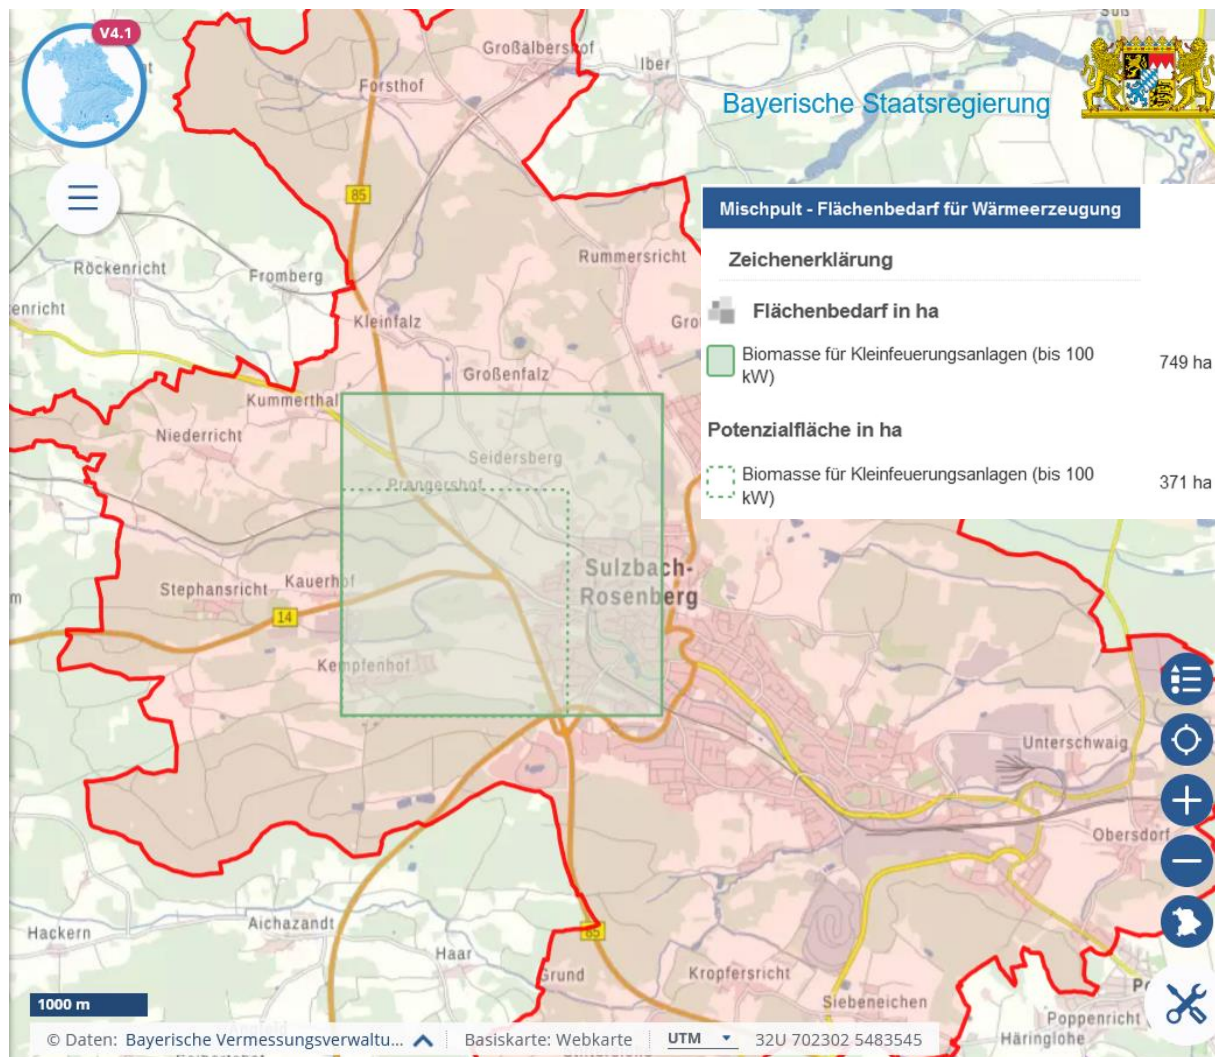 V4.1
Großalbershof
Iber
Forsthof
Bayerische Staatsregierung
85
Mischpult - Flächenbedarf für Wärmeerzeugung
Rummersricht
Zeichenerklärung
Röckenricht
Fromberg
enricht
Kleinfalz
Gro
Flächenbedarf in ha
Biomasse für Kleinfeuerungsanlagen (bis 100
kW)
749 ha
Großenfalz
Kummerthal
Niederricht
Potenzialfläche in ha
Seidersberg
Prangershof
Biomasse für Kleinfeuerungsanlagen (bis 100
kW)
371 ha
Sulzbach-
Rosenberg
Stephansricht
Kauerhof
m
14
Kempfenhof
Unterschwaig
Obersdorf
Hackern
Aichazandt
85
Haar
Grund
Kropfersricht
Siebeneichen
Poppenricht
Häringlohe
1000 m
© Daten: Bayerische Vermessungsverwaltu...
Basiskarte: Webkarte
UTM
32U 702302 5483545